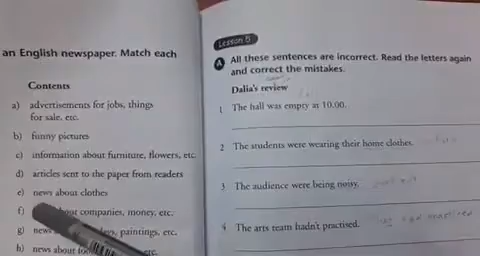 an English newspaper. Match each
Contents
a) advertisements for jobs, things
for sale, etc.
b) funny pictures
c) information about furniture, flowers, etc.
d) articles sent to the paper from readers
e) news about clothes
f) about companies, money, etc.
g) news paintings, etc.
h) news about etc.
Lesson 5
A All these sentences are incorrect. Read the letters again
and correct the mistakes.
Dalia's review
1 The hall was empty at 10.00.
2 The students were wearing their home clothes.
3 The audience were being noisy.
4 The arts team hadn't practised.
had practised